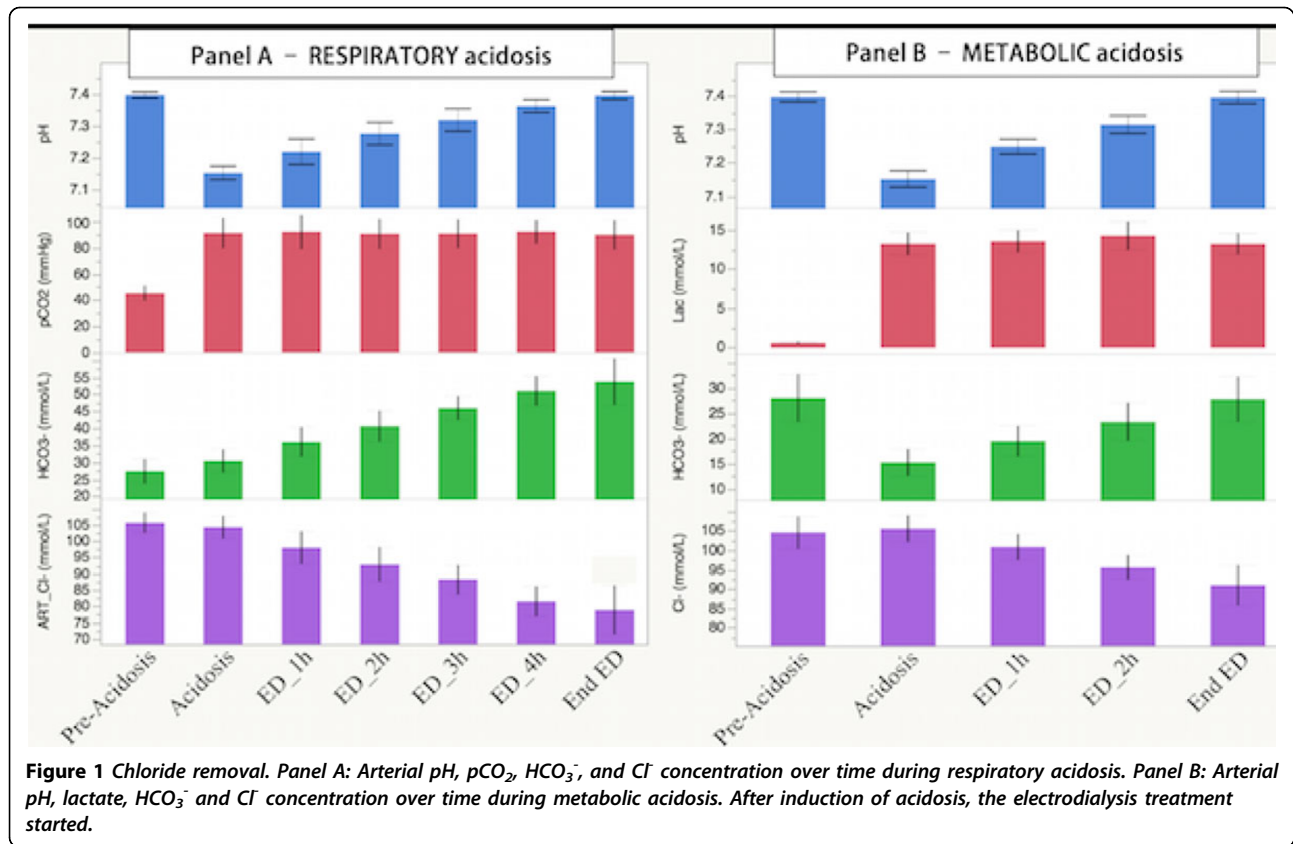 Panel A – RESPIRATORY acidosis
7.4
7.3
7.2
7.1
pH
100
80
60
40
20
0
pCO2 (mmHg)
55
50
45
40
35
30
25
20
HCO3- (mmol/L)
105
100
95
90
85
80
75
70
ART_Cl- (mmol/L)
Pre-Acidosis
Acidosis
ED_1h
ED_2h
ED_3h
ED_4h
End ED
Panel B – METABOLIC acidosis
7.4
7.3
7.2
7.1
pH
15
10
5
0
Lac (mmol/L)
30
25
20
15
10
HCO3- (mmol/L)
105
100
95
90
85
80
Cl- (mmol/L)
Pre-Acidosis
Acidosis
ED_1h
ED_2h
End ED
Figure 1 Chloride removal. Panel A: Arterial pH, pCO₂, HCO₃⁻, and Cl⁻ concentration over time during respiratory acidosis. Panel B: Arterial
pH, lactate, HCO₃⁻ and Cl⁻ concentration over time during metabolic acidosis. After induction of acidosis, the electrodialysis treatment
started.